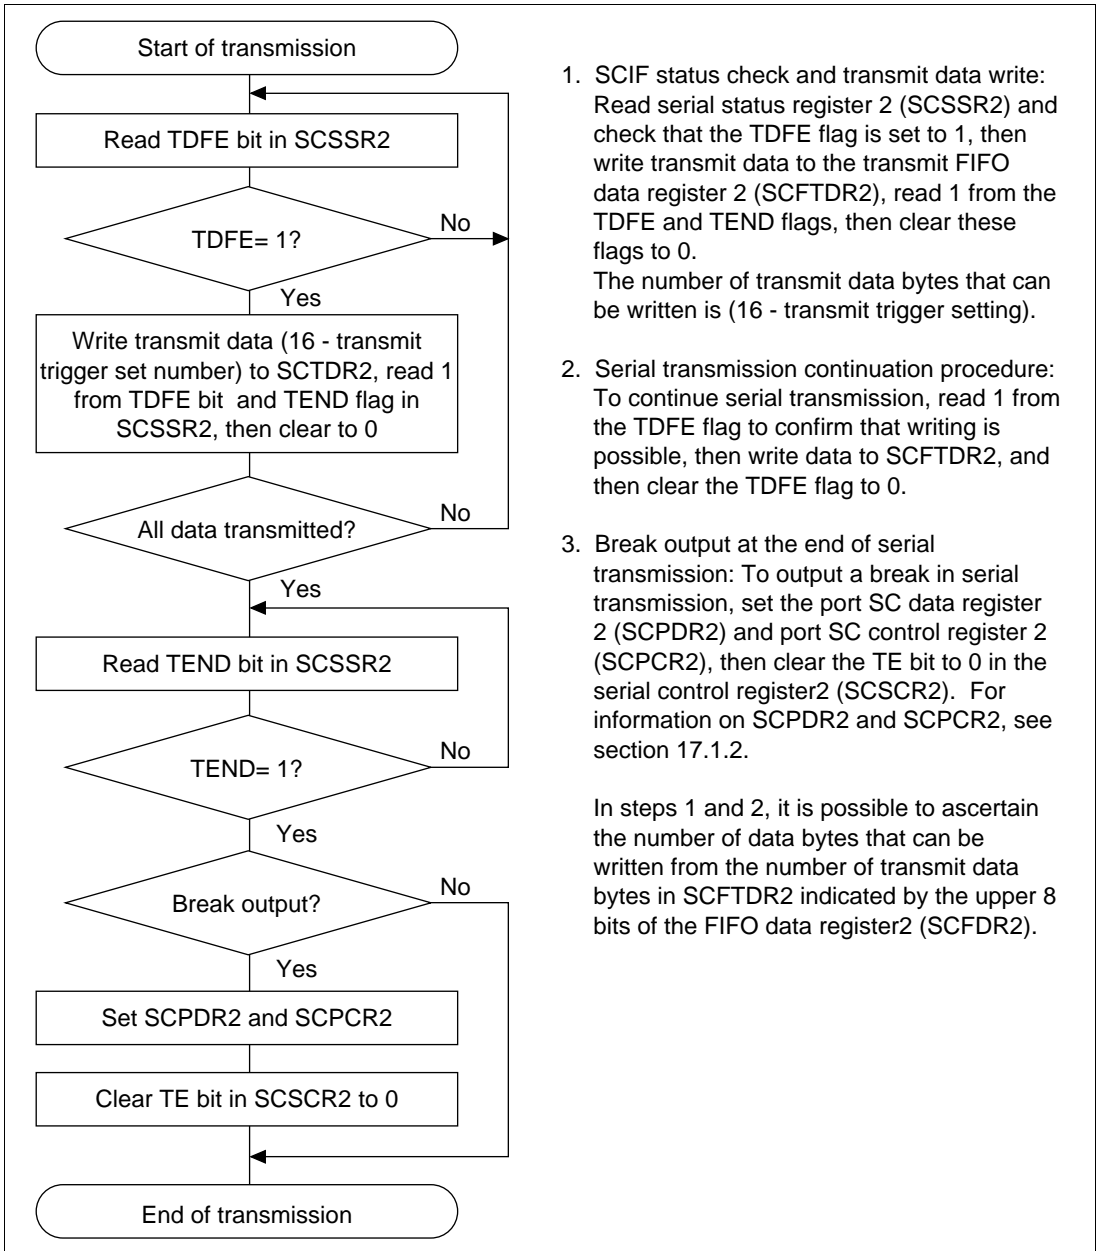 Start of transmission
Read TDFE bit in SCSSR2
TDFE= 1?
No
Yes
Write transmit data (16 - transmit
trigger set number) to SCTDR2, read 1
from TDFE bit  and TEND flag in
SCSSR2, then clear to 0
All data transmitted?
No
Yes
Read TEND bit in SCSSR2
TEND= 1?
No
Yes
Break output?
No
Yes
Set SCPDR2 and SCPCR2
Clear TE bit in SCSCR2 to 0
End of transmission
1. SCIF status check and transmit data write:
Read serial status register 2 (SCSSR2) and
check that the TDFE flag is set to 1, then
write transmit data to the transmit FIFO
data register 2 (SCFTDR2), read 1 from the
TDFE and TEND flags, then clear these
flags to 0.
The number of transmit data bytes that can
be written is (16 - transmit trigger setting).
2. Serial transmission continuation procedure:
To continue serial transmission, read 1 from
the TDFE flag to confirm that writing is
possible, then write data to SCFTDR2, and
then clear the TDFE flag to 0.
3. Break output at the end of serial
transmission: To output a break in serial
transmission, set the port SC data register
2 (SCPDR2) and port SC control register 2
(SCPCR2), then clear the TE bit to 0 in the
serial control register2 (SCSCR2).  For
information on SCPDR2 and SCPCR2, see
section 17.1.2.
In steps 1 and 2, it is possible to ascertain
the number of data bytes that can be
written from the number of transmit data
bytes in SCFTDR2 indicated by the upper 8
bits of the FIFO data register2 (SCFDR2).